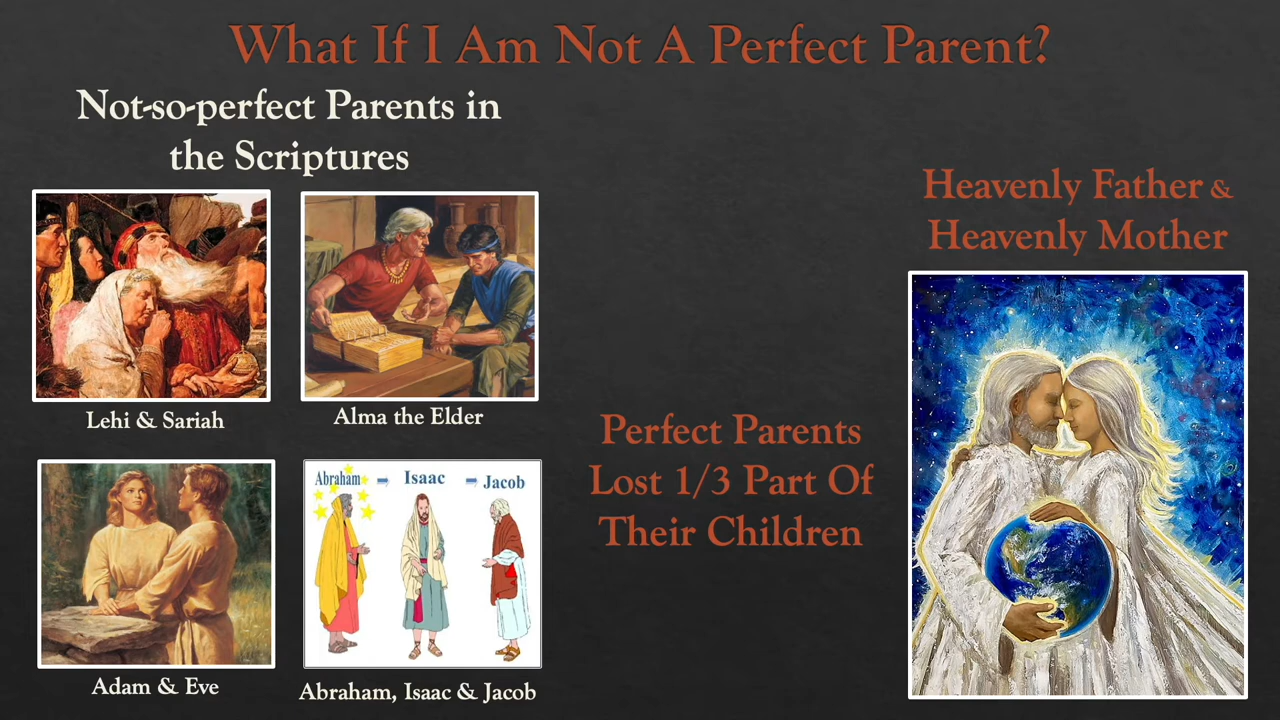 What If I Am Not A Perfect Parent?
Not-so-perfect Parents in
the Scriptures
Lehi & Sariah
Alma the Elder
Abraham Isaac Jacob
Adam & Eve
Abraham, Isaac & Jacob
Perfect Parents
Lost 1/3 Part Of
Their Children
Heavenly Father &
Heavenly Mother